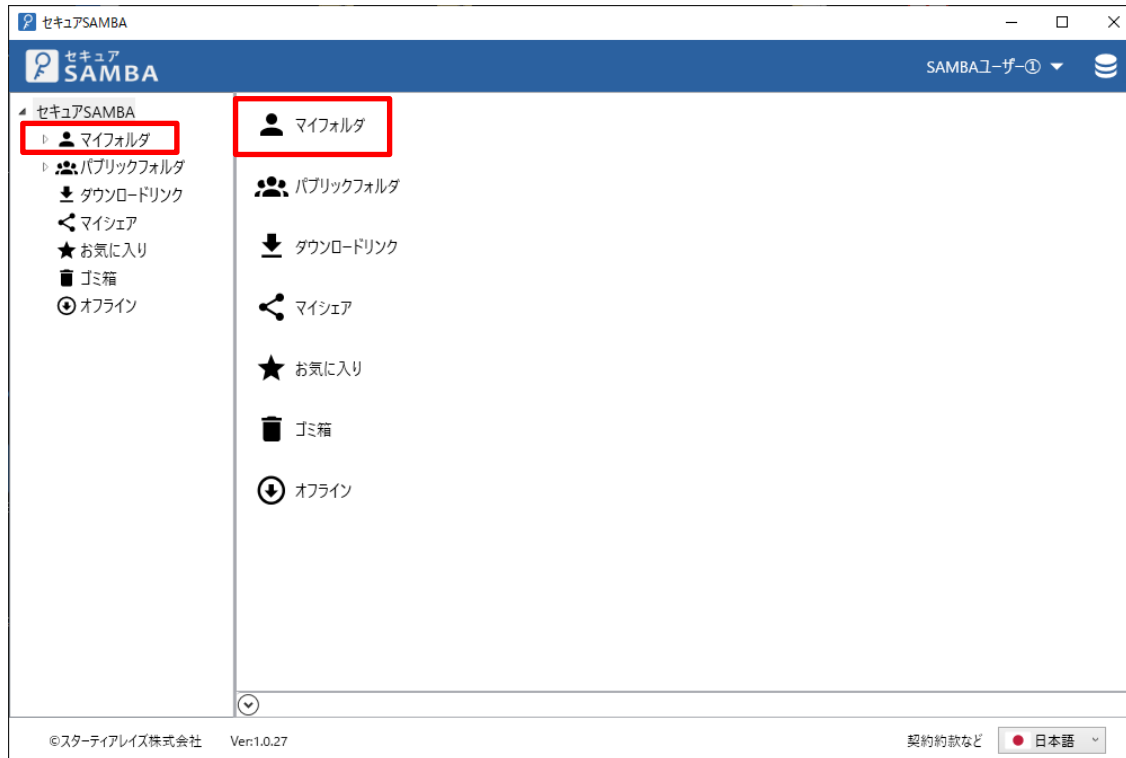 セキュアSAMBA
セキュア
SAMBA
SAMBAユーザー①
セキュアSAMBA
マイフォルダ
パブリックフォルダ
ダウンロードリンク
マイシェア
お気に入り
ゴミ箱
オフライン
マイフォルダ
パブリックフォルダ
ダウンロードリンク
マイシェア
お気に入り
ゴミ箱
オフライン
©スターティアレイズ株式会社 Ver:1.0.27 契約約款など 日本語